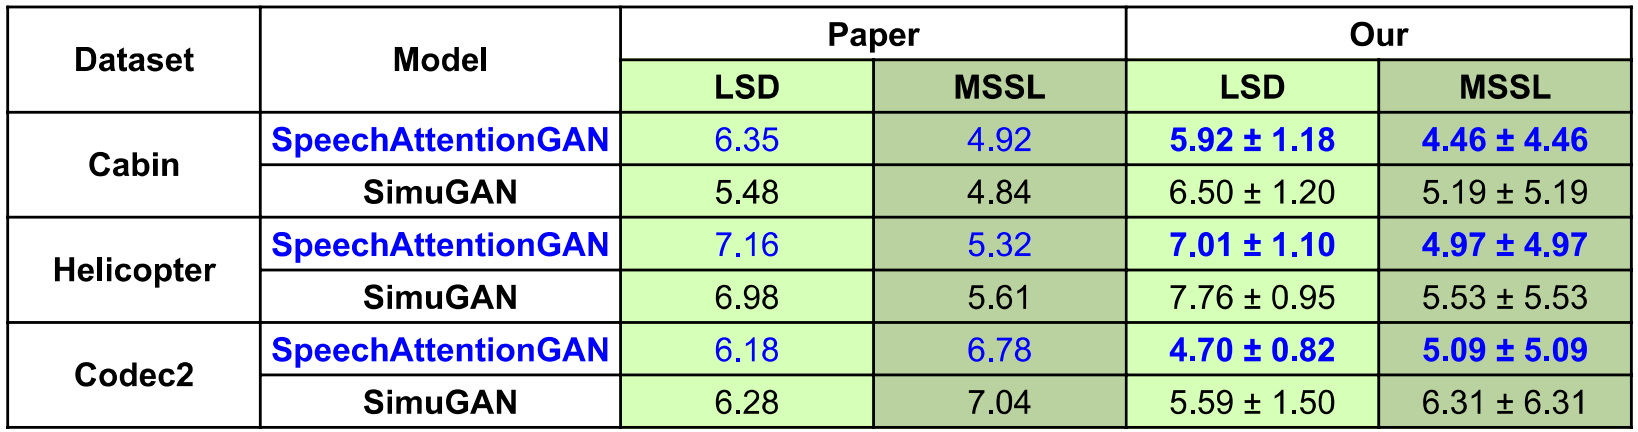 Dataset Model Paper Our
LSD MSSL LSD MSSL
Cabin SpeechAttentionGAN 6.35 4.92 5.92 ± 1.18 4.46 ± 4.46
SimuGAN 5.48 4.84 6.50 ± 1.20 5.19 ± 5.19
Helicopter SpeechAttentionGAN 7.16 5.32 7.01 ± 1.10 4.97 ± 4.97
SimuGAN 6.98 5.61 7.76 ± 0.95 5.53 ± 5.53
Codec2 SpeechAttentionGAN 6.18 6.78 4.70 ± 0.82 5.09 ± 5.09
SimuGAN 6.28 7.04 5.59 ± 1.50 6.31 ± 6.31